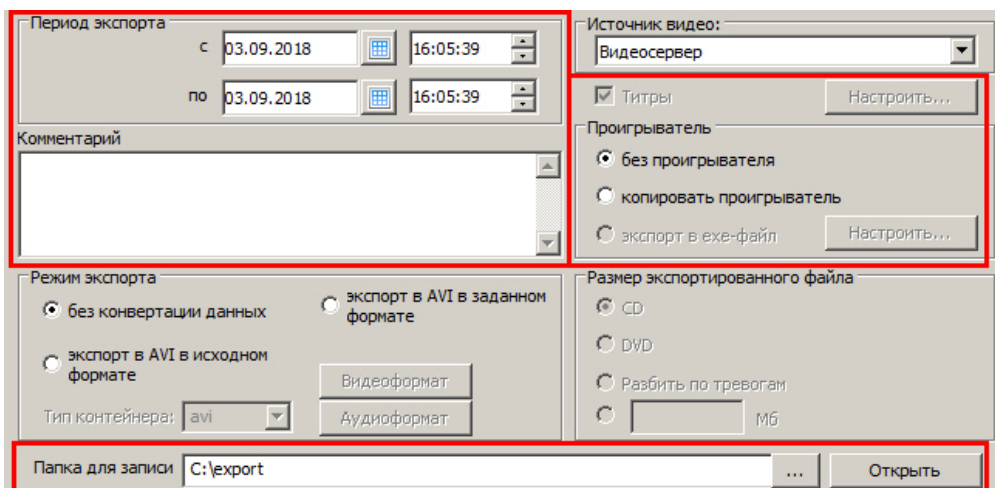 Период экспорта
с 03.09.2018 16:05:39
по 03.09.2018 16:05:39
Комментарий
Источник видео:
Видеосервер
Титры Настроить...
Проигрыватель
без проигрывателя
копировать проигрыватель
экспорт в exe-файл Настроить...
Режим экспорта
без конвертации данных
экспорт в AVI в заданном
формате
экспорт в AVI в исходном
формате
Видеоформат
Тип контейнера: avi Аудиоформат
Размер экспортированного файла
CD
DVD
Разбить по тревогам
Мб
Папка для записи C:\export ... Открыть